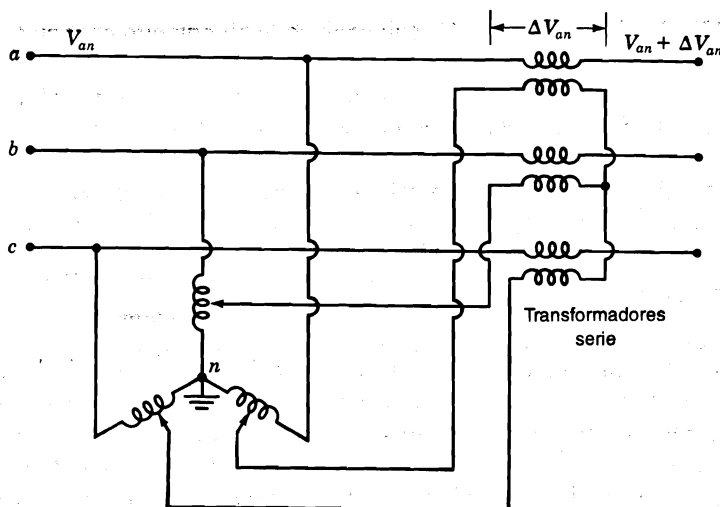 ΔV_an
V_an
V_an + ΔV_an
a
b
c
Transformadores
serie
n